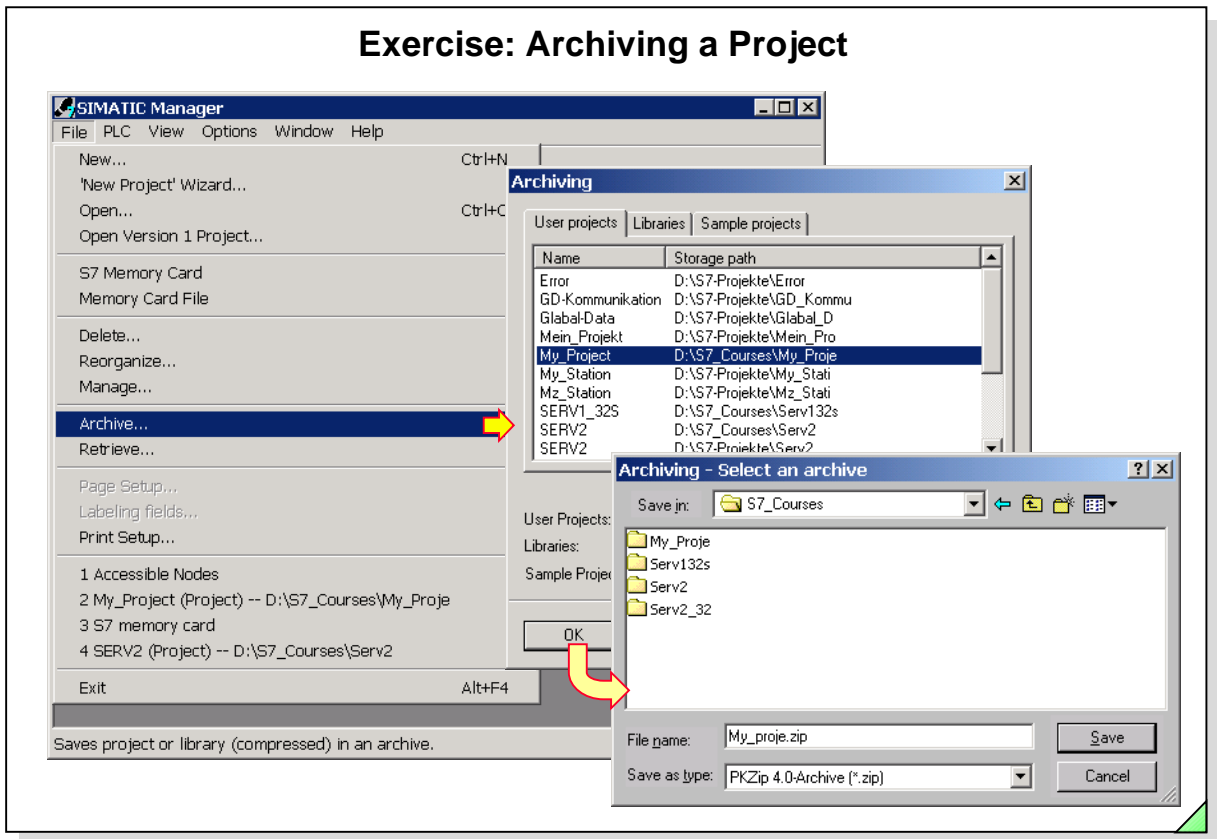 Exercise: Archiving a Project
SIMATIC Manager
File PLC View Options Window Help
New... Ctrl+N
'New Project' Wizard...
Open... Ctrl+O
Open Version 1 Project...
S7 Memory Card
Memory Card File
Delete...
Reorganize...
Manage...
Archive...
Retrieve...
Page Setup...
Labeling fields...
Print Setup...
1 Accessible Nodes
2 My_Project (Project) -- D:\S7_Courses\My_Proje
3 S7 memory card
4 SERV2 (Project) -- D:\S7_Courses\Serv2
Exit Alt+F4
Saves project or library (compressed) in an archive.
Archiving
User projects Libraries Sample projects
Name Storage path
Error D:\S7-Projekte\Error
GD-Kommunikation D:\S7-Projekte\GD_Kommu
Glabal-Data D:\S7-Projekte\Glabal_D
Mein_Projekt D:\S7-Projekte\Mein_Pro
My_Project D:\S7_Courses\My_Proje
My_Station D:\S7-Projekte\My_Stati
Mz_Station D:\S7-Projekte\Mz_Stati
SERV1_32S D:\S7_Courses\Serv132s
SERV2 D:\S7_Courses\Serv2
SERV2 D:\S7-Projekte\Serv2
User Projects:
Libraries:
Sample Projec
OK
Archiving - Select an archive
Save in: S7_Courses
My_Proje
Serv132s
Serv2
Serv2_32
File name: My_proje.zip Save
Save as type: PKZip 4.0-Archive (*.zip) Cancel